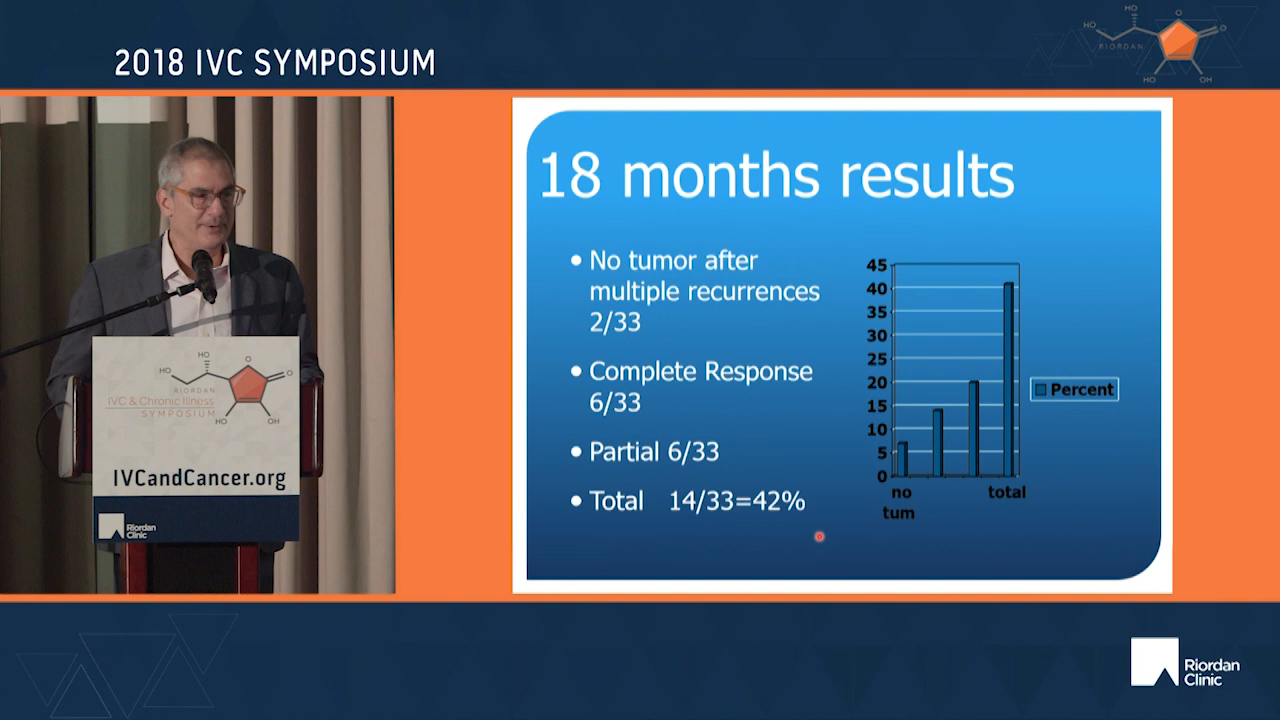 2018 IVC SYMPOSIUM
HO
HO
O
O
RIORDAN
HO
OH
18 months results
• No tumor after
multiple recurrences
2/33
• Complete Response
6/33
• Partial 6/33
• Total 14/33=42%
45
40
35
30
25
20
15
10
5
0
no
tum
total
Percent
HO
HO
O
O
RIORDAN
IVC & Chronic Illness
SYMPOSIUM
HO
OH
IVCandCancer.org
Riordan
Clinic
Riordan
Clinic